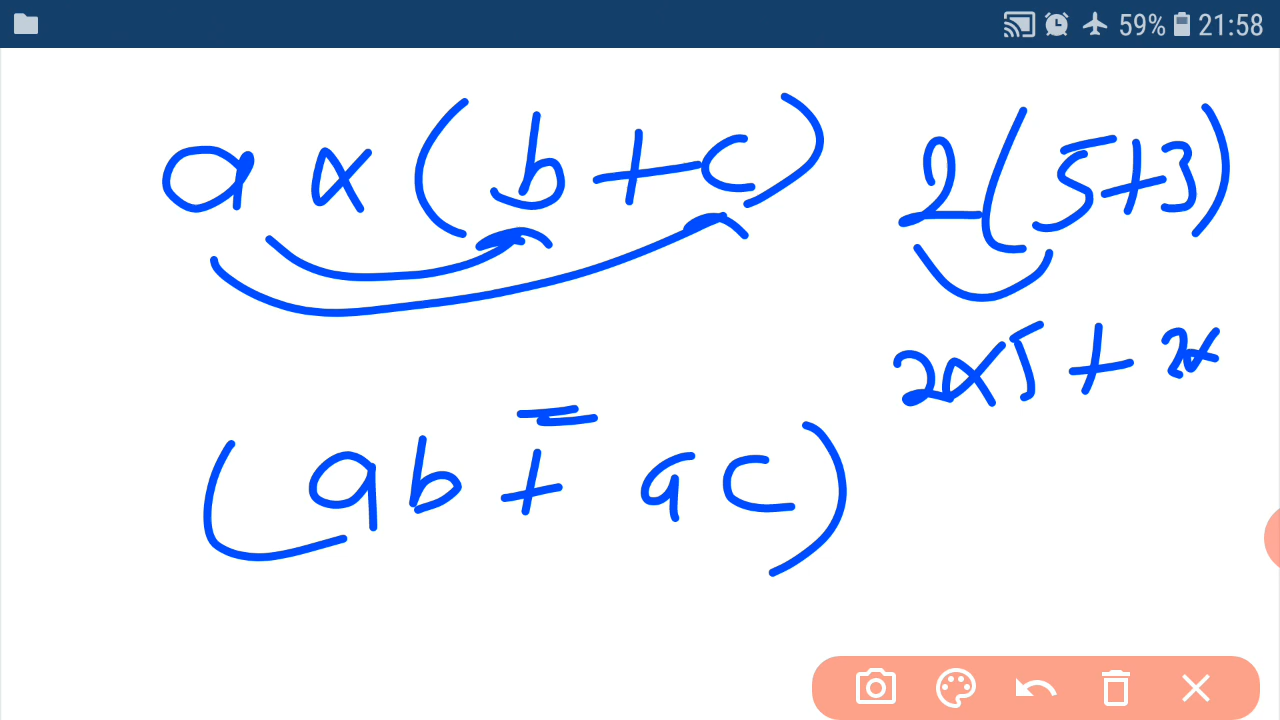 59% 21:58
a x (b+c) 2(5+3)
2x5 + 2x
=
(ab + ac)